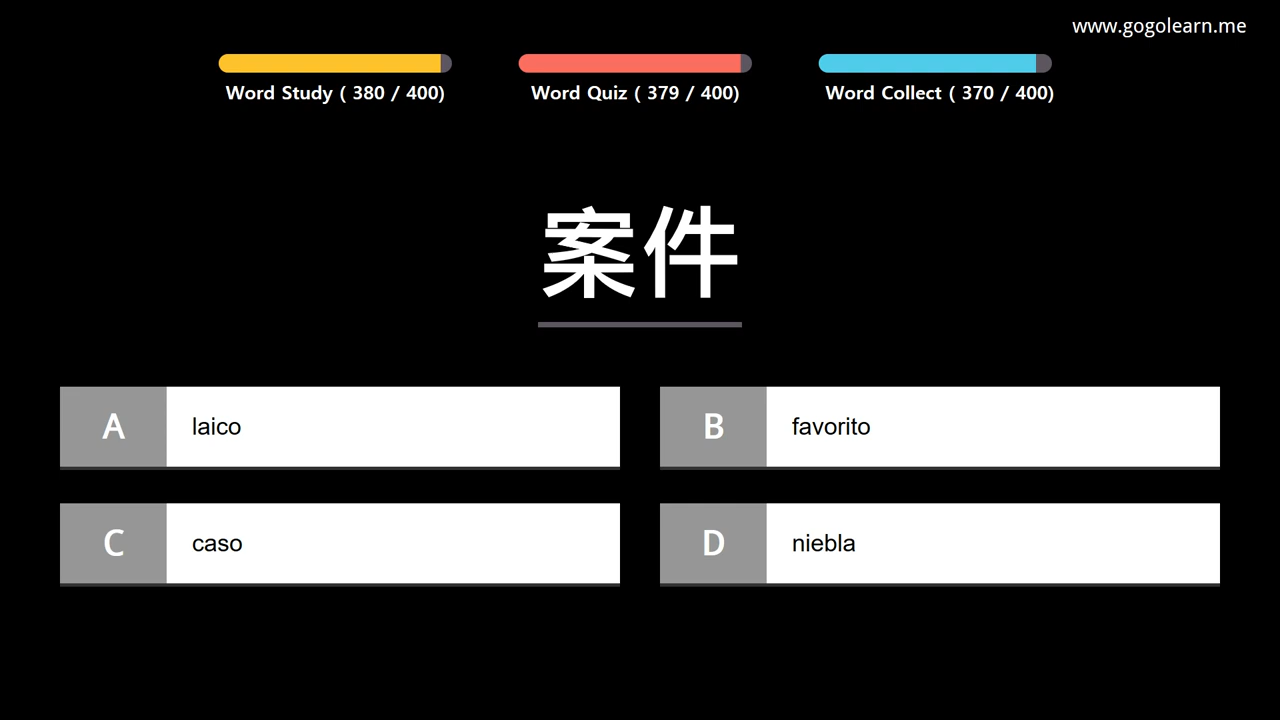 www.gogolearn.me
Word Study ( 380 / 400)
Word Quiz ( 379 / 400)
Word Collect ( 370 / 400)
案件
A laico
B favorito
C caso
D niebla